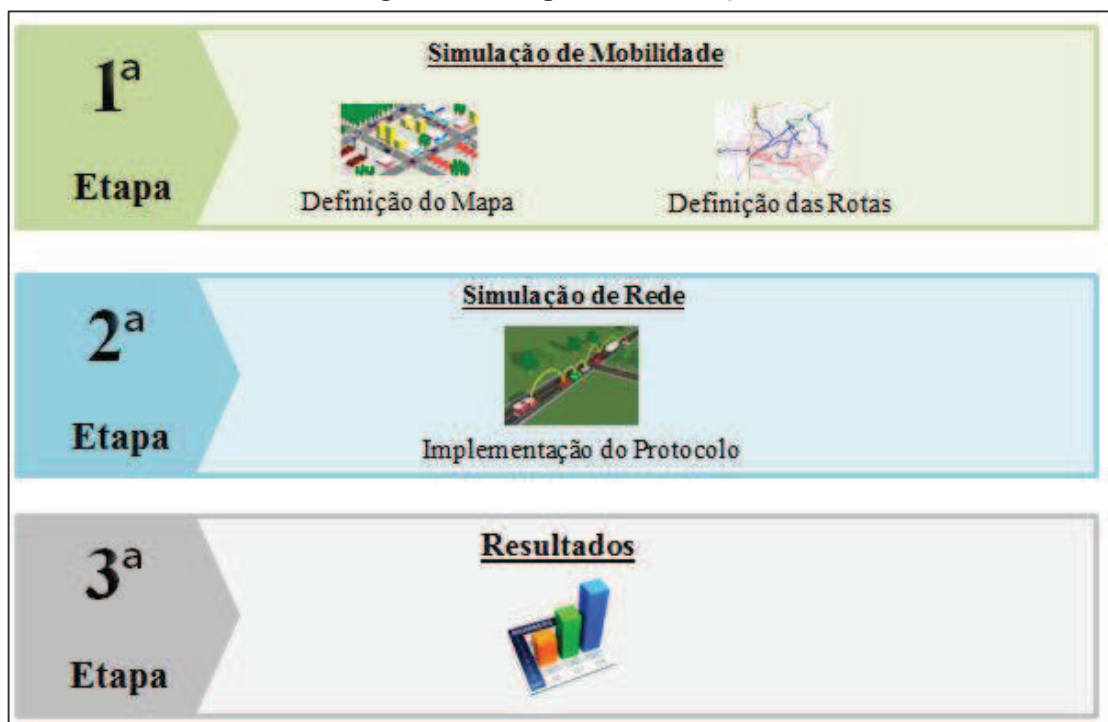 1ª
Etapa
Simulação de Mobilidade
Definição do Mapa
Definição das Rotas
2ª
Etapa
Simulação de Rede
Implementação do Protocolo
3ª
Etapa
Resultados